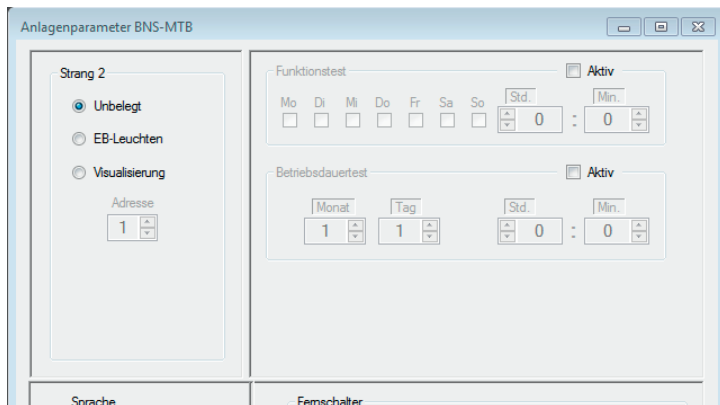 Anlagenparameter BNS-MTB
Strang 2
Unbelegt
EB-Leuchten
Visualisierung
Adresse
1
Funktionstest
Aktiv
Mo Di Mi Do Fr Sa So Std. Min.
0 : 0
Betriebsdauertest
Aktiv
Monat Tag Std. Min.
1 1 0 : 0
Sprache
Fernschalter